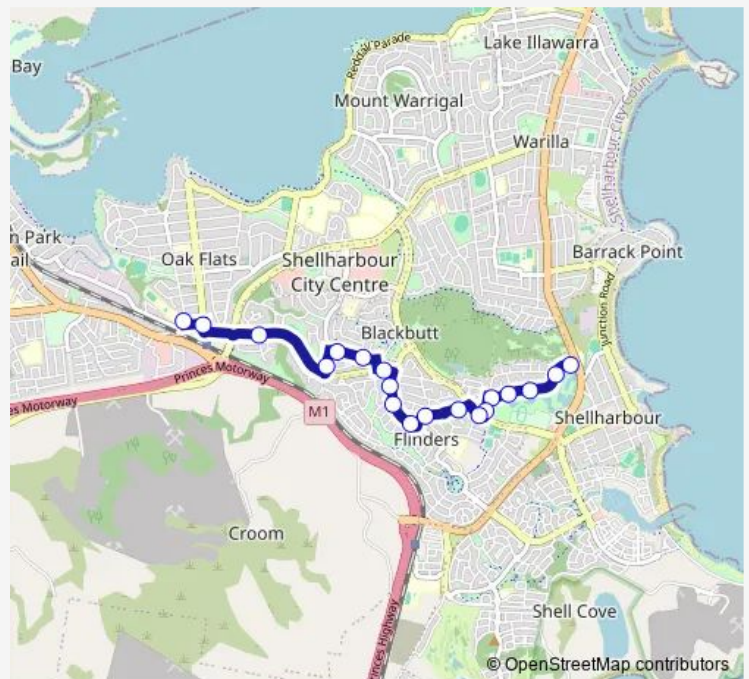 Lake Illawarra
Reddall Parade
Bay
Mount Warrigal
Shellharbour City Council
Warilla
n Park
ail
Oak Flats
Shellharbour
City Centre
Barrack Point
Junction Road
Blackbutt
Princes Motorway
es Motorway
M1
Shellharbour
Flinders
Croom
Princes Highway
Shell Cove
© OpenStreetMap contributors